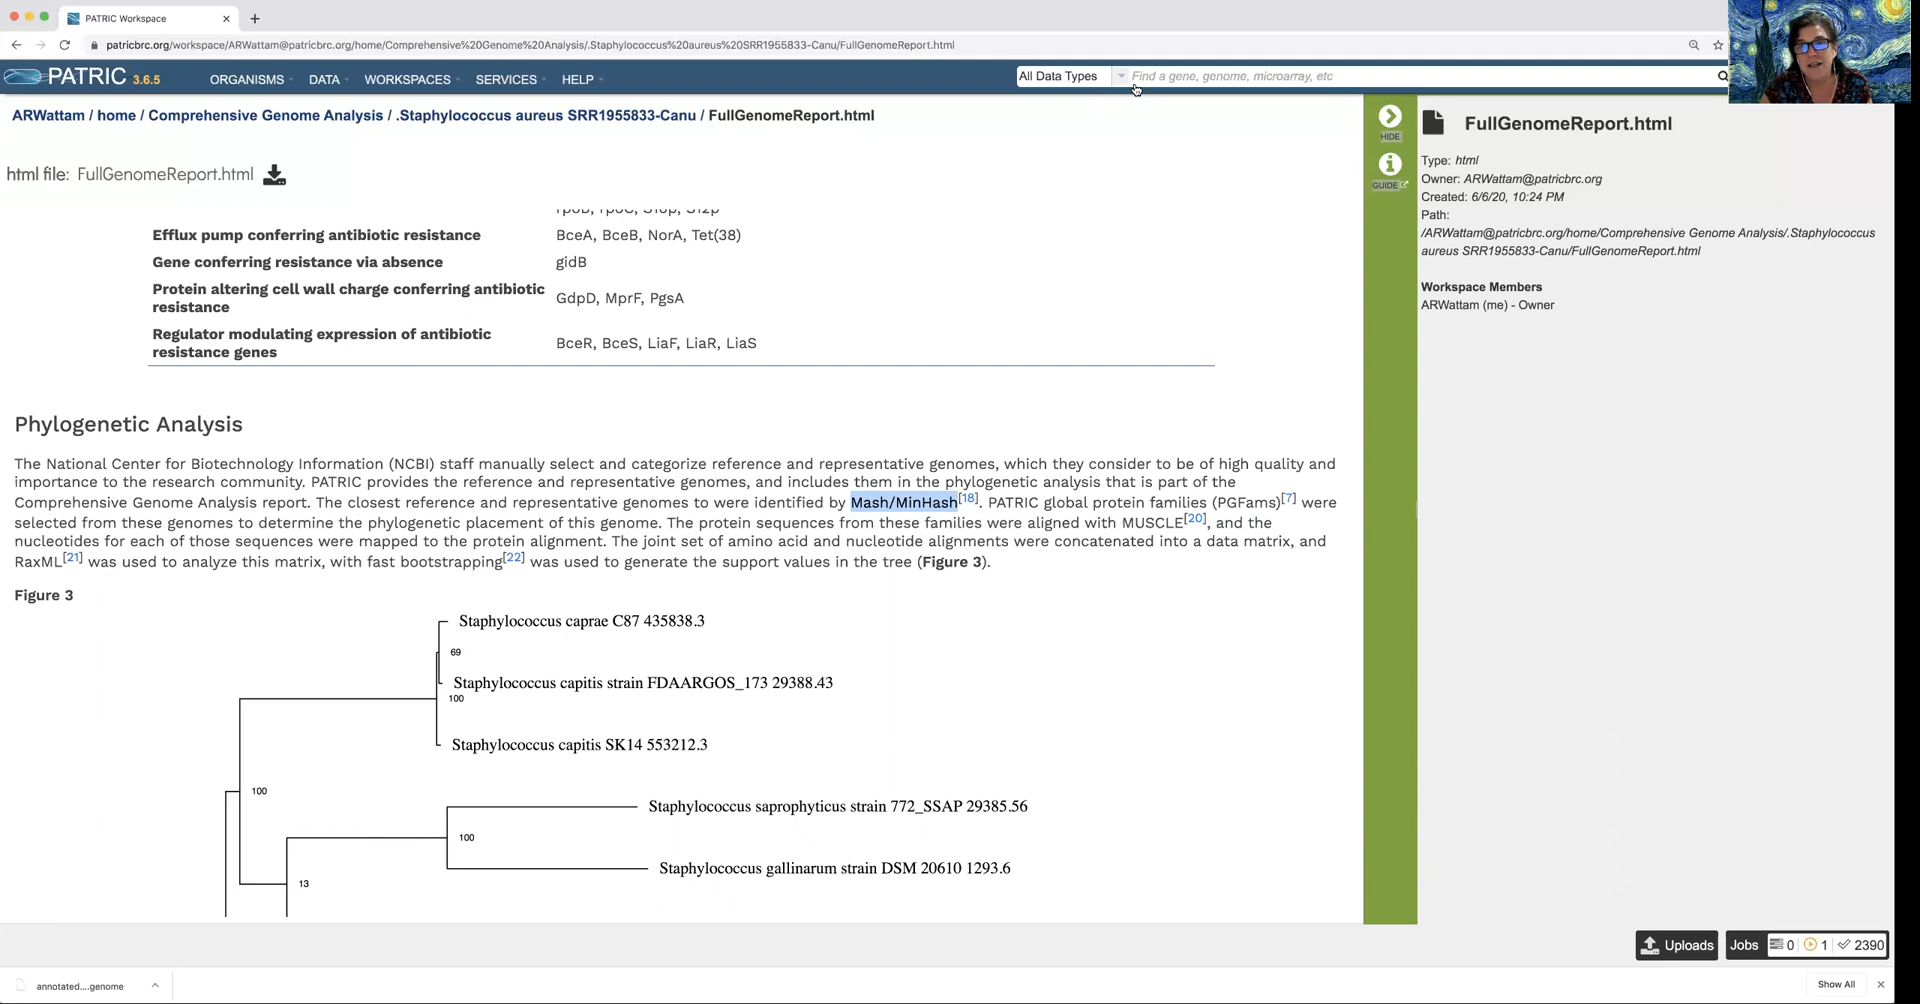 PATRIC Workspace
patricbrc.org/workspace/ARWattam@patricbrc.org/home/Comprehensive%20Genome%20Analysis/.Staphylococcus%20aureus%20SRR1955833-Canu/FullGenomeReport.html
PATRIC 3.6.5
ORGANISMS
DATA
WORKSPACES
SERVICES
HELP
All Data Types
Find a gene, genome, microarray, etc
ARWattam / home / Comprehensive Genome Analysis / .Staphylococcus aureus SRR1955833-Canu / FullGenomeReport.html
html file: FullGenomeReport.html
rpoB, rpoC, S10p, S12p
Efflux pump conferring antibiotic resistance BceA, BceB, NorA, Tet(38)
Gene conferring resistance via absence gidB
Protein altering cell wall charge conferring antibiotic
resistance
GdpD, MprF, PgsA
Regulator modulating expression of antibiotic
resistance genes
BceR, BceS, LiaF, LiaR, LiaS
Phylogenetic Analysis
The National Center for Biotechnology Information (NCBI) staff manually select and categorize reference and representative genomes, which they consider to be of high quality and
importance to the research community. PATRIC provides the reference and representative genomes, and includes them in the phylogenetic analysis that is part of the
Comprehensive Genome Analysis report. The closest reference and representative genomes to were identified by Mash/MinHash[18]. PATRIC global protein families (PGFams)[7] were
selected from these genomes to determine the phylogenetic placement of this genome. The protein sequences from these families were aligned with MUSCLE[20], and the
nucleotides for each of those sequences were mapped to the protein alignment. The joint set of amino acid and nucleotide alignments were concatenated into a data matrix, and
RaxML[21] was used to analyze this matrix, with fast bootstrapping[22] was used to generate the support values in the tree (Figure 3).
Figure 3
Staphylococcus caprae C87 435838.3
69
Staphylococcus capitis strain FDAARGOS_173 29388.43
100
Staphylococcus capitis SK14 553212.3
100
Staphylococcus saprophyticus strain 772_SSAP 29385.56
100
Staphylococcus gallinarum strain DSM 20610 1293.6
13
HIDE
GUIDE
FullGenomeReport.html
Type: html
Owner: ARWattam@patricbrc.org
Created: 6/6/20, 10:24 PM
Path:
/ARWattam@patricbrc.org/home/Comprehensive Genome Analysis/.Staphylococcus
aureus SRR1955833-Canu/FullGenomeReport.html
Workspace Members
ARWattam (me) - Owner
Uploads
Jobs 0 1 2390
annotated....genome
Show All